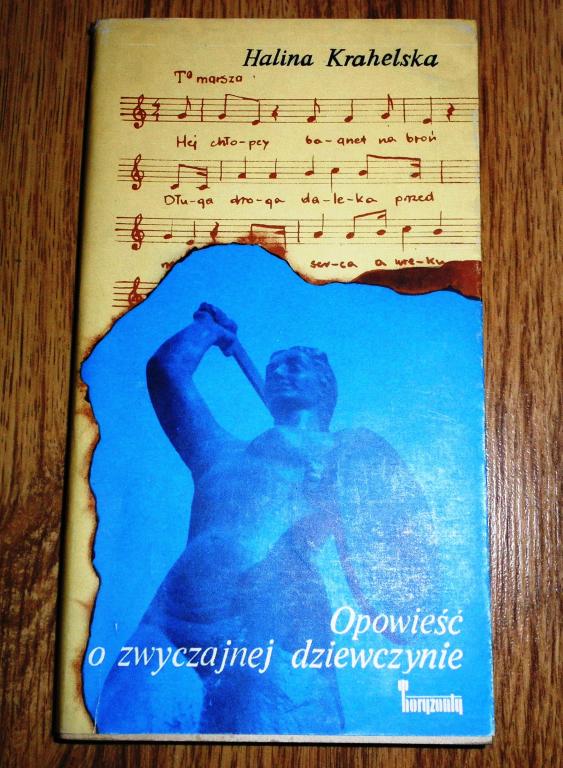 Halina Krahelska
To marsza
Hej chło-pcy ba-gnet na broń
Dłu-ga dro-ga da-le-ka przed
ser-ca a w rę-ku
Opowieść
o zwyczajnej dziewczynie
horyzonty